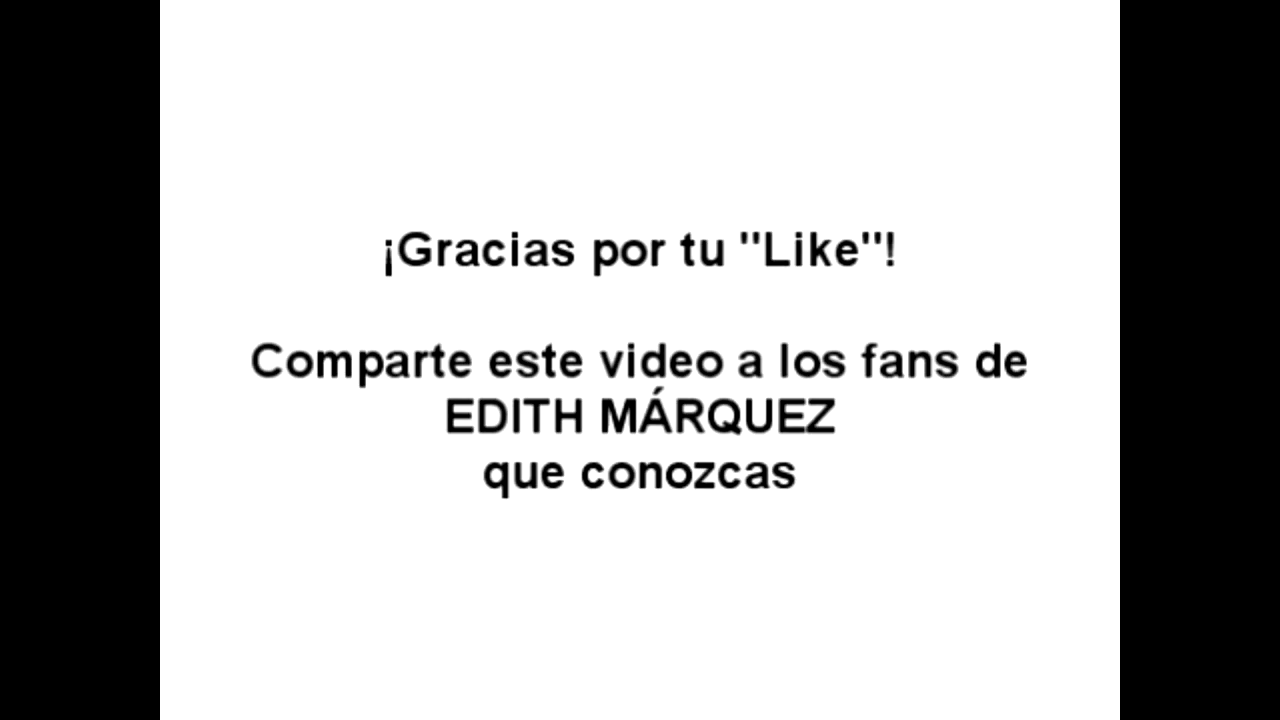 ¡Gracias por tu "Like"!
Comparte este video a los fans de
EDITH MÁRQUEZ
que conozcas